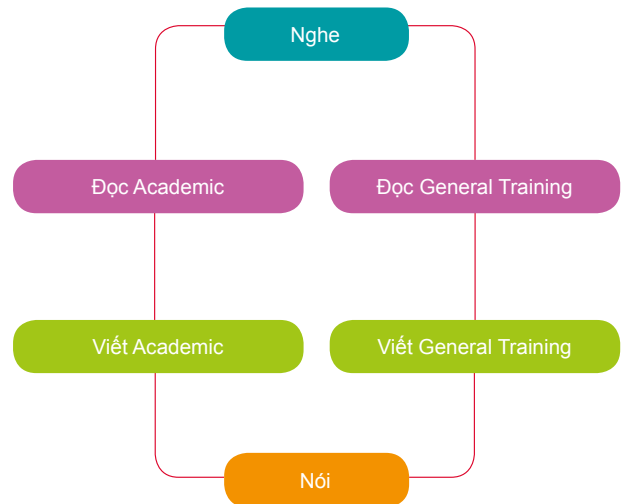 Nghe
Đọc Academic
Đọc General Training
Viết Academic
Viết General Training
Nói